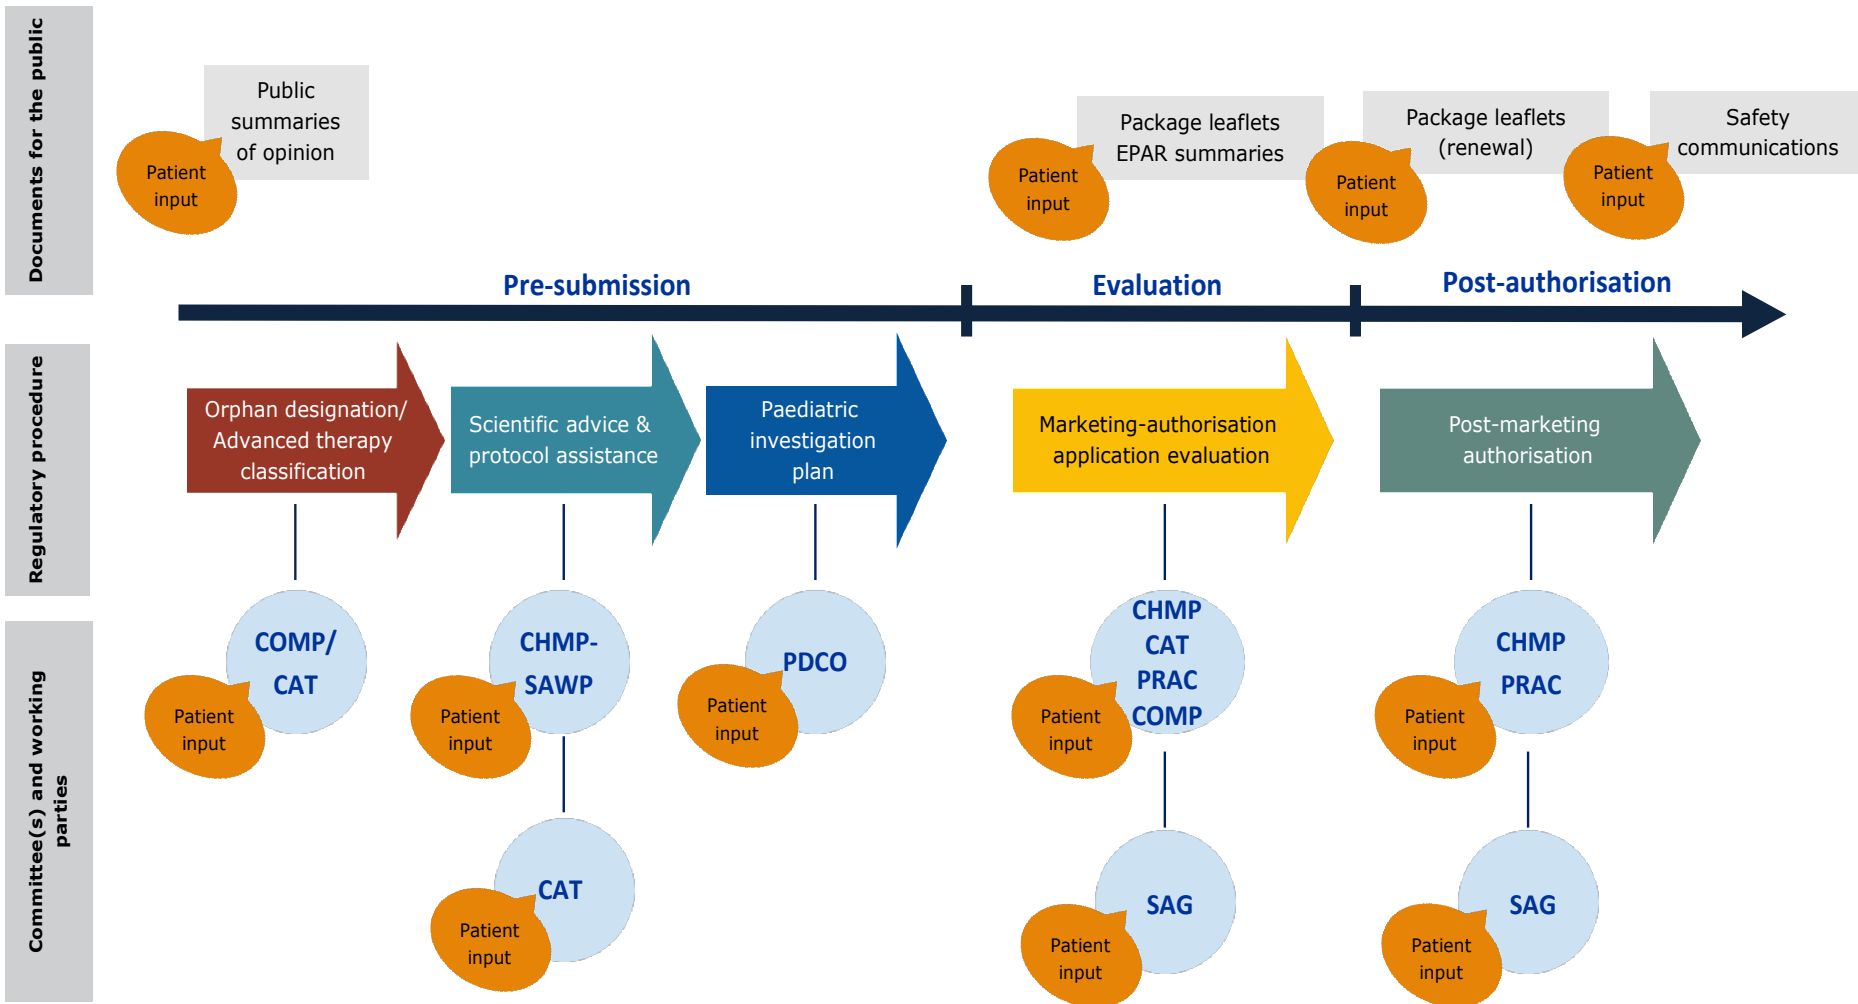 Documents for the public
Public
summaries
of opinion
Patient
input
Package leaflets
EPAR summaries
Patient
input
Package leaflets
(renewal)
Patient
input
Safety
communications
Patient
input
Pre-submission
Evaluation
Post-authorisation
Regulatory procedure
Orphan designation/
Advanced therapy
classification
Scientific advice &
protocol assistance
Paediatric
investigation
plan
Marketing-authorisation
application evaluation
Post-marketing
authorisation
Committee(s) and working
parties
COMP/
CAT
Patient
input
CHMP-
SAWP
Patient
input
PDCO
Patient
input
CHMP
CAT
PRAC
COMP
Patient
input
CHMP
PRAC
Patient
input
CAT
Patient
input
SAG
Patient
input
SAG
Patient
input